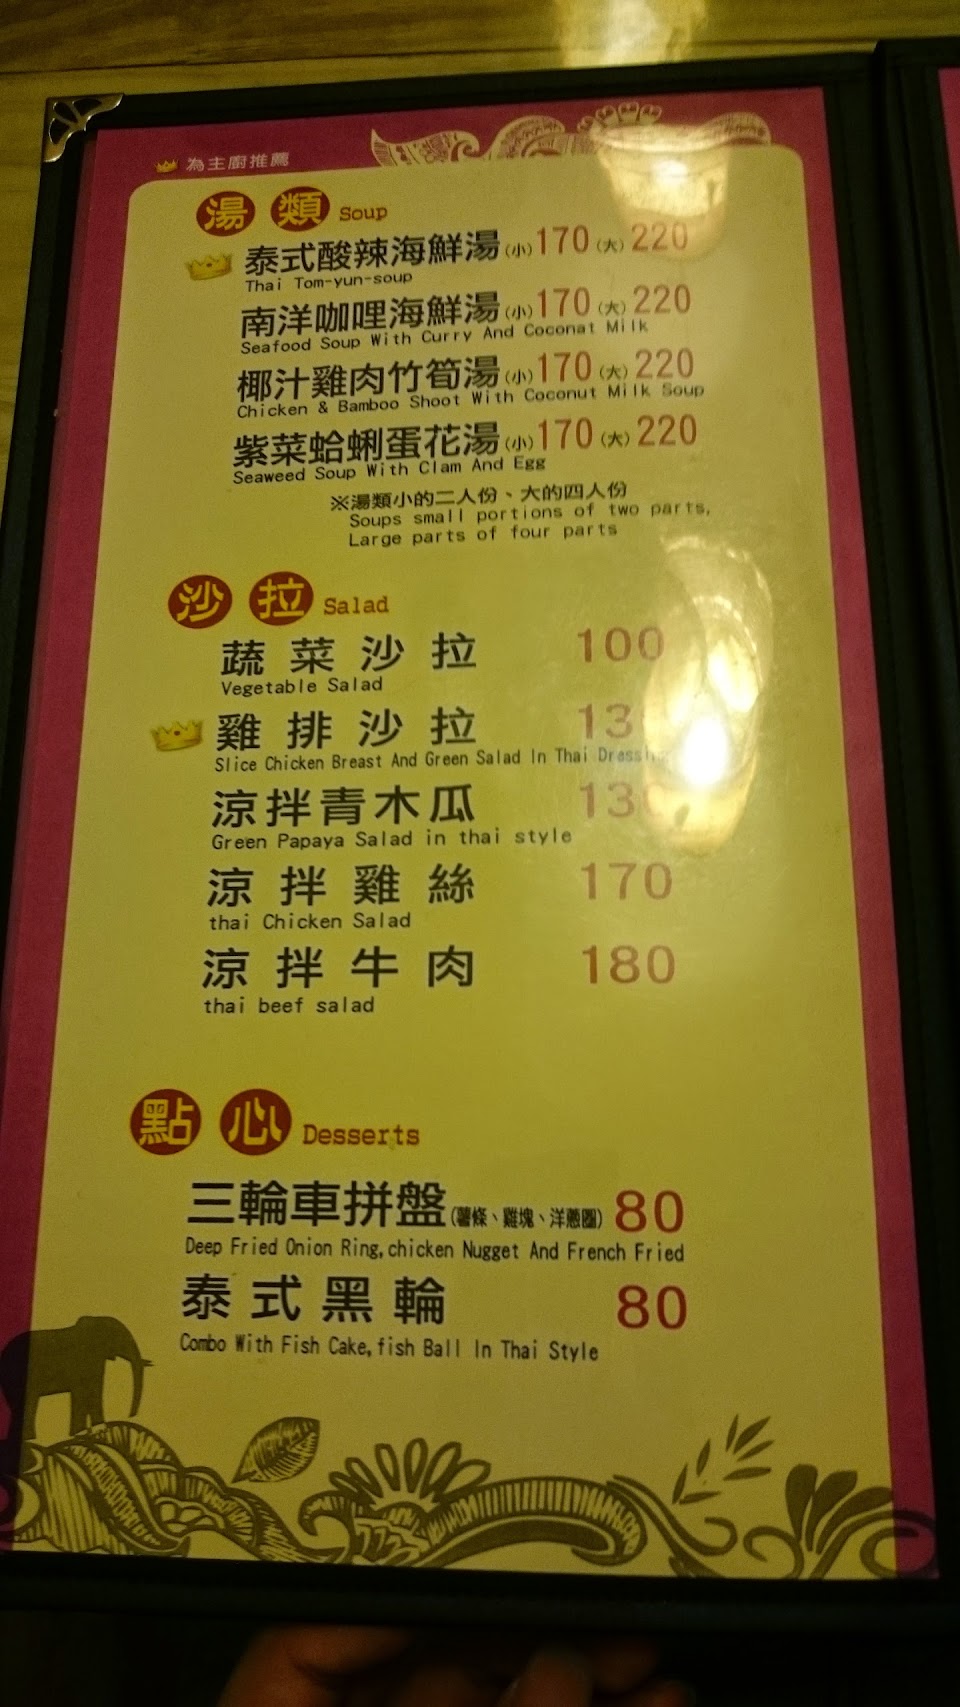 為主廚推薦
湯類 Soup
泰式酸辣海鮮湯(小)170(大)220
Thai Tom-yun-soup
南洋咖哩海鮮湯(小)170(大)220
Seafood Soup With Curry And Coconat Milk
椰汁雞肉竹筍湯(小)170(大)220
Chicken & Bamboo Shoot With Coconut Milk Soup
紫菜蛤蜊蛋花湯(小)170(大)220
Seaweed Soup With Clam And Egg
※湯類小的二人份、大的四人份
Soups small portions of two parts,
Large parts of four parts
沙拉 Salad
蔬菜沙拉 100
Vegetable Salad
雞排沙拉
Slice Chicken Breast And Green Salad In Thai
涼拌青木瓜 130
Green Papaya Salad in thai style
涼拌雞絲 170
thai Chicken Salad
涼拌牛肉 180
thai beef salad
點心 Desserts
三輪車拼盤(薯條、雞塊、洋蔥圈) 80
Deep Fried Onion Ring,chicken Nugget And French Fried
泰式黑輪 80
Combo With Fish Cake,fish Ball In Thai Style